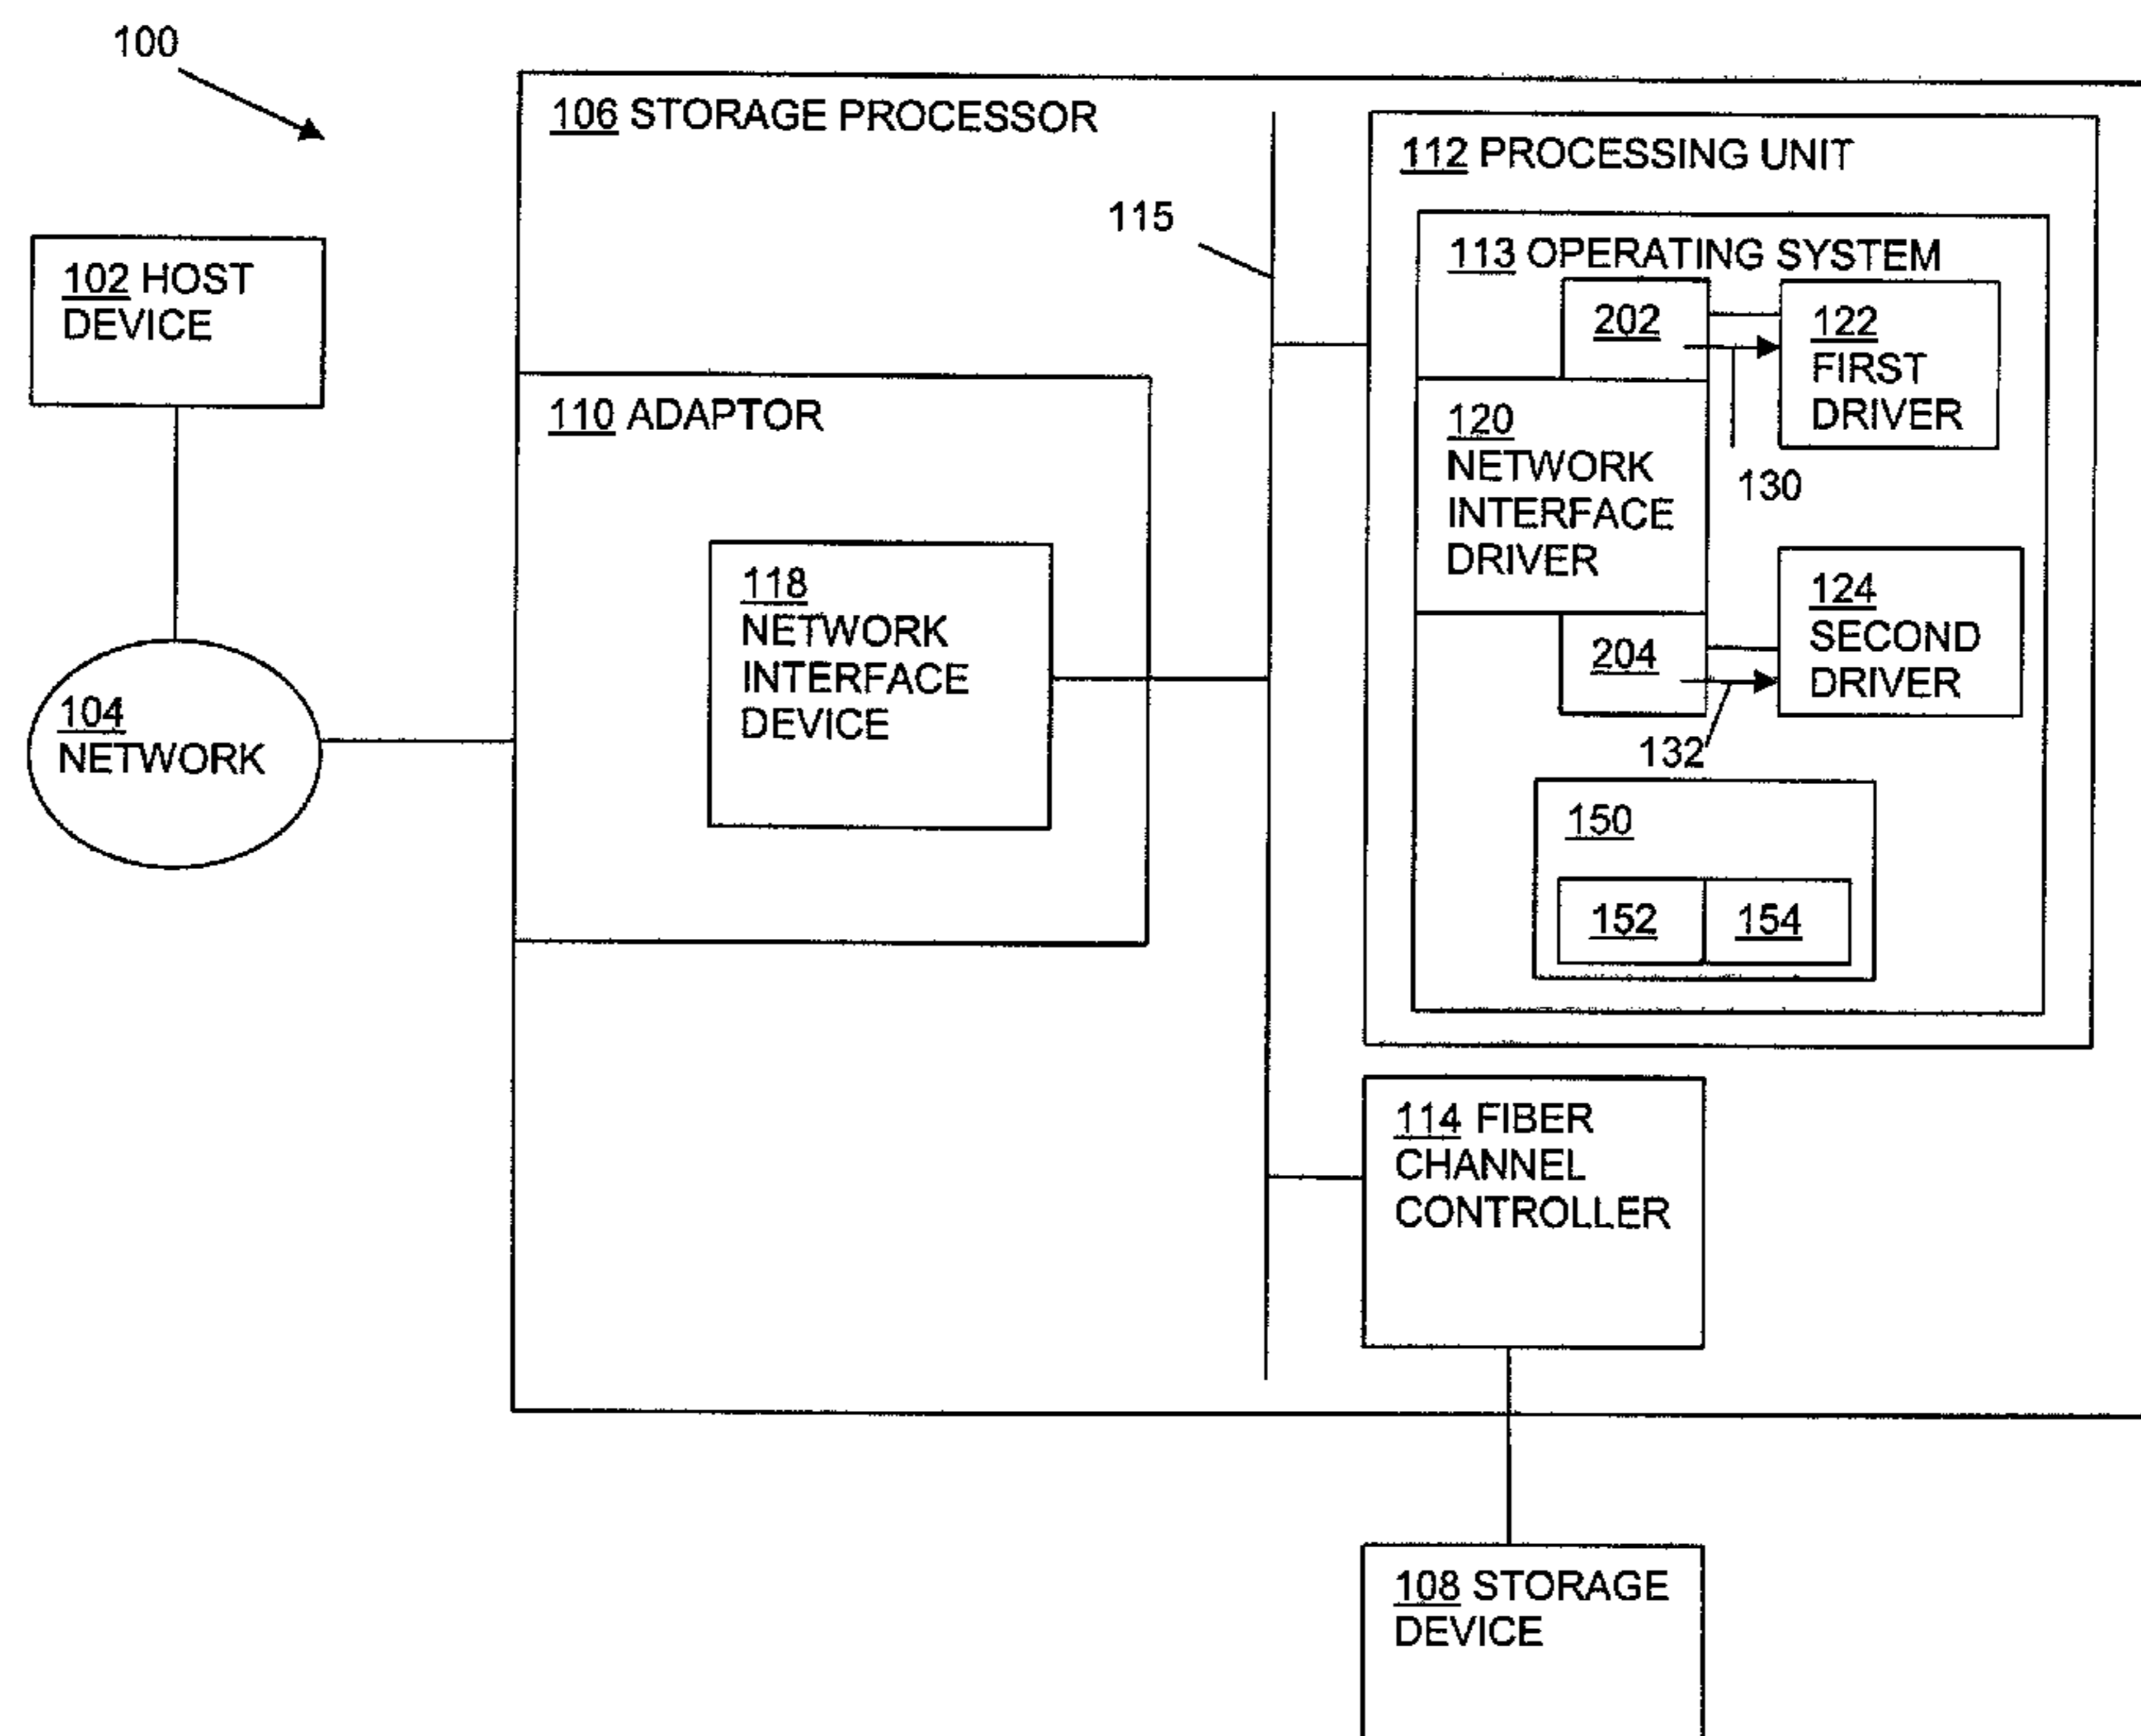 100
106 STORAGE PROCESSOR
112 PROCESSING UNIT
115
113 OPERATING SYSTEM
102 HOST
DEVICE
202
122
FIRST
DRIVER
110 ADAPTOR
120
NETWORK
INTERFACE
DRIVER
130
118
NETWORK
INTERFACE
DEVICE
124
SECOND
DRIVER
204
104
NETWORK
132
150
152
154
114 FIBER
CHANNEL
CONTROLLER
108 STORAGE
DEVICE